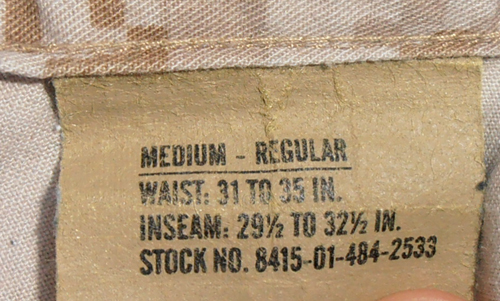 MEDIUM - REGULAR
WAIST: 31 TO 35 IN.
INSEAM: 29½ TO 32½ IN.
STOCK NO. 8415-01-484-2533